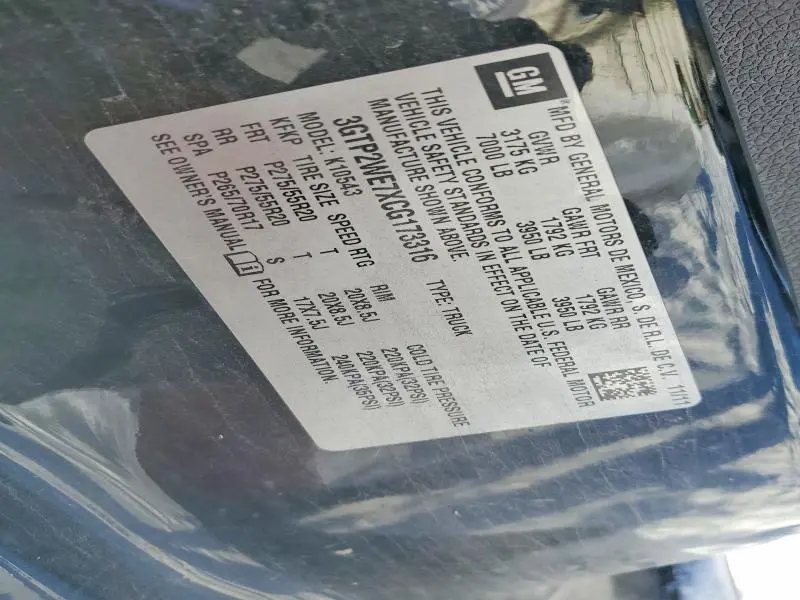 GM
®MFD BY GENERAL MOTORS DE MEXICO, S. DE R.L. DE C.V. 11/11
GVWR GAWR FRT GAWR RR
3175 KG 1792 KG 1792 KG
7000 LB 3950 LB 3950 LB
THIS VEHICLE CONFORMS TO ALL APPLICABLE U.S. FEDERAL MOTOR
VEHICLE SAFETY STANDARDS IN EFFECT ON THE DATE OF
MANUFACTURE SHOWN ABOVE.
3GTP2WE7XCG173316 TYPE: TRUCK
MODEL: K10543
KFKP TIRE SIZE SPEED RTG RIM COLD TIRE PRESSURE
FRT P275/55R20 T 20X8.5J 220KPA(32PSI)
RR P275/55R20 T 20X8.5J 220KPA(32PSI)
SPA P265/70R17 S 17X7.5J 240KPA(35PSI)
SEE OWNER'S MANUAL i FOR MORE INFORMATION.